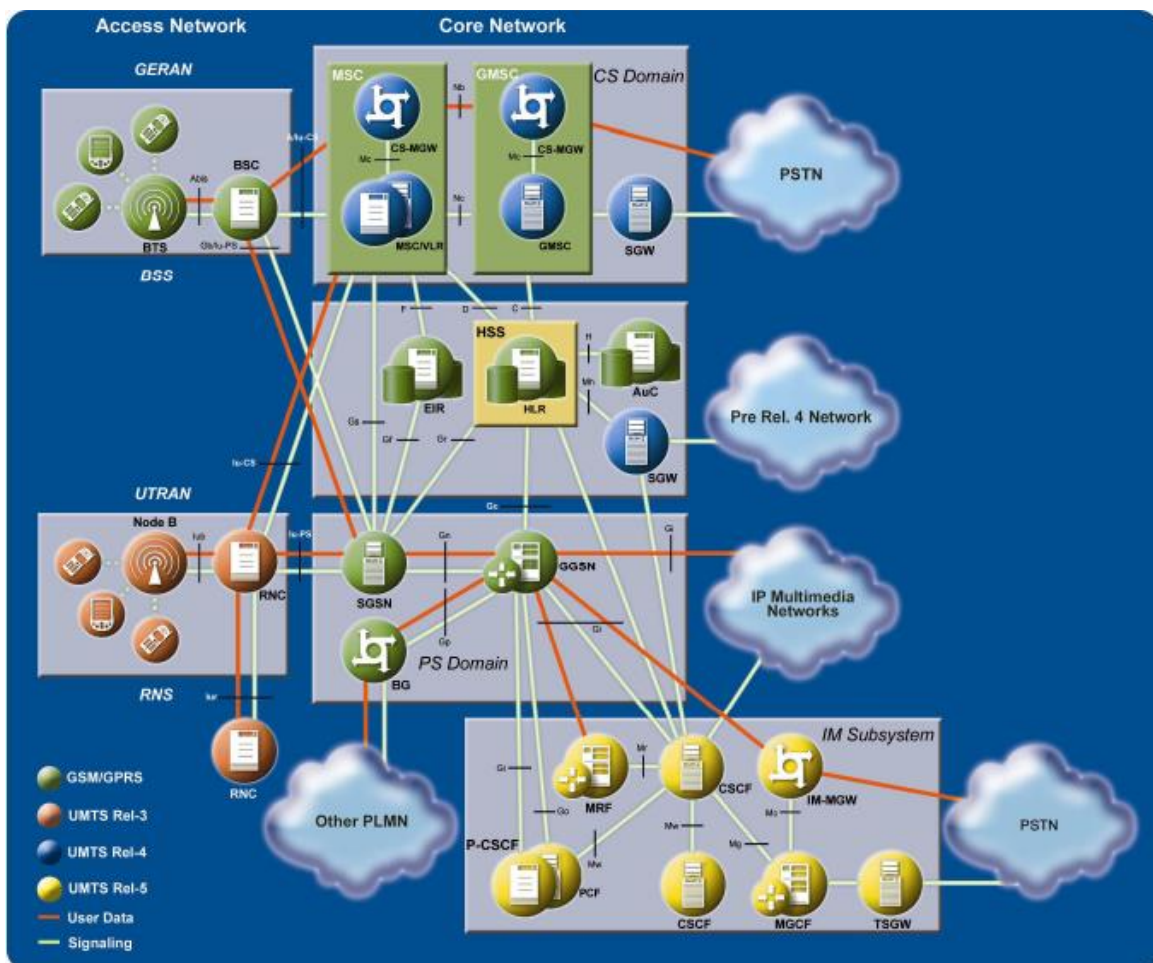 Access Network
Core Network
GERAN
MSC
GMSC
CS Domain
Nb
CS-MGW
CS-MGW
A/Iu-CS
BSC
Mc
Mc
PSTN
Abis
Nc
BTS
Gb/Iu-PS
MSC/VLR
GMSC
SGW
BSS
F
D
C
HSS
H
EIR
HLR
AuC
Mh
Pre Rel. 4 Network
Gs
Gf
Gr
SGW
Iu-CS
UTRAN
Gc
Node B
Iub
Iu-PS
Gn
Gi
GGSN
RNC
SGSN
IP Multimedia
Networks
Gp
Gi
PS Domain
BG
RNS
Iur
IM Subsystem
Mr
CSCF
IM-MGW
RNC
Gi
MRF
GSM/GPRS
Go
Mc
UMTS Rel-3
Other PLMN
PSTN
P-CSCF
Mw
Mw
Mg
UMTS Rel-4
UMTS Rel-5
PCF
User Data
CSCF
MGCF
TSGW
Signaling